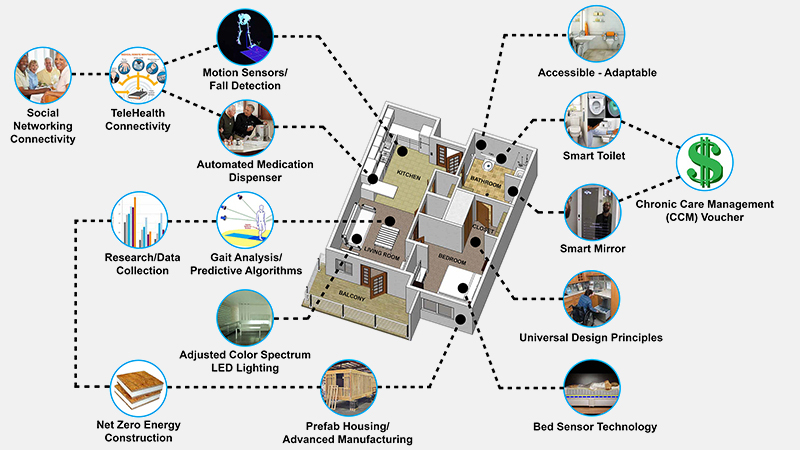 Social
Networking
Connectivity
TeleHealth
Connectivity
Motion Sensors/
Fall Detection
Automated Medication
Dispenser
Research/Data
Collection
Gait Analysis/
Predictive Algorithms
Adjusted Color Spectrum
LED Lighting
Net Zero Energy
Construction
Prefab Housing/
Advanced Manufacturing
KITCHEN
BATHROOM
CLOSET
LIVING ROOM
BEDROOM
BALCONY
Accessible - Adaptable
Smart Toilet
Smart Mirror
Chronic Care Management
(CCM) Voucher
$
Universal Design Principles
Bed Sensor Technology